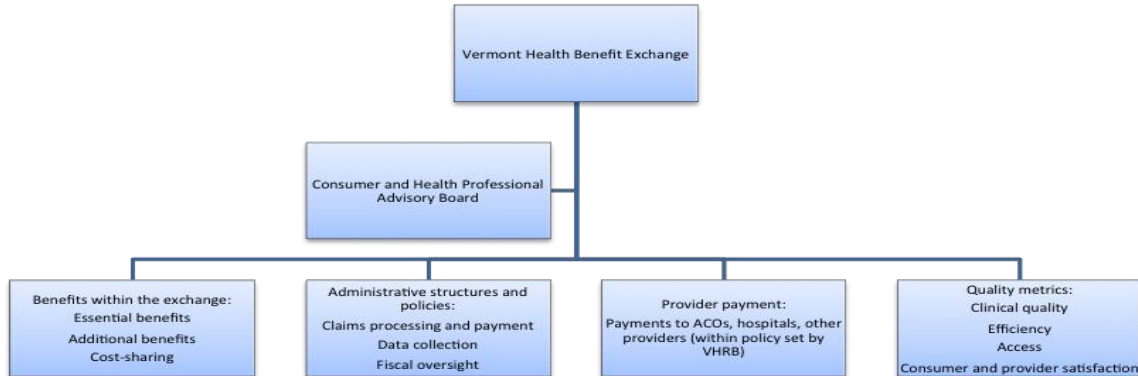 Vermont Health Benefit Exchange
Consumer and Health Professional
Advisory Board
Benefits within the exchange:
Essential benefits
Additional benefits
Cost-sharing
Administrative structures and
policies:
Claims processing and payment
Data collection
Fiscal oversight
Provider payment:
Payments to ACOs, hospitals, other
providers (within policy set by
VHRB)
Quality metrics:
Clinical quality
Efficiency
Access
Consumer and provider satisfaction